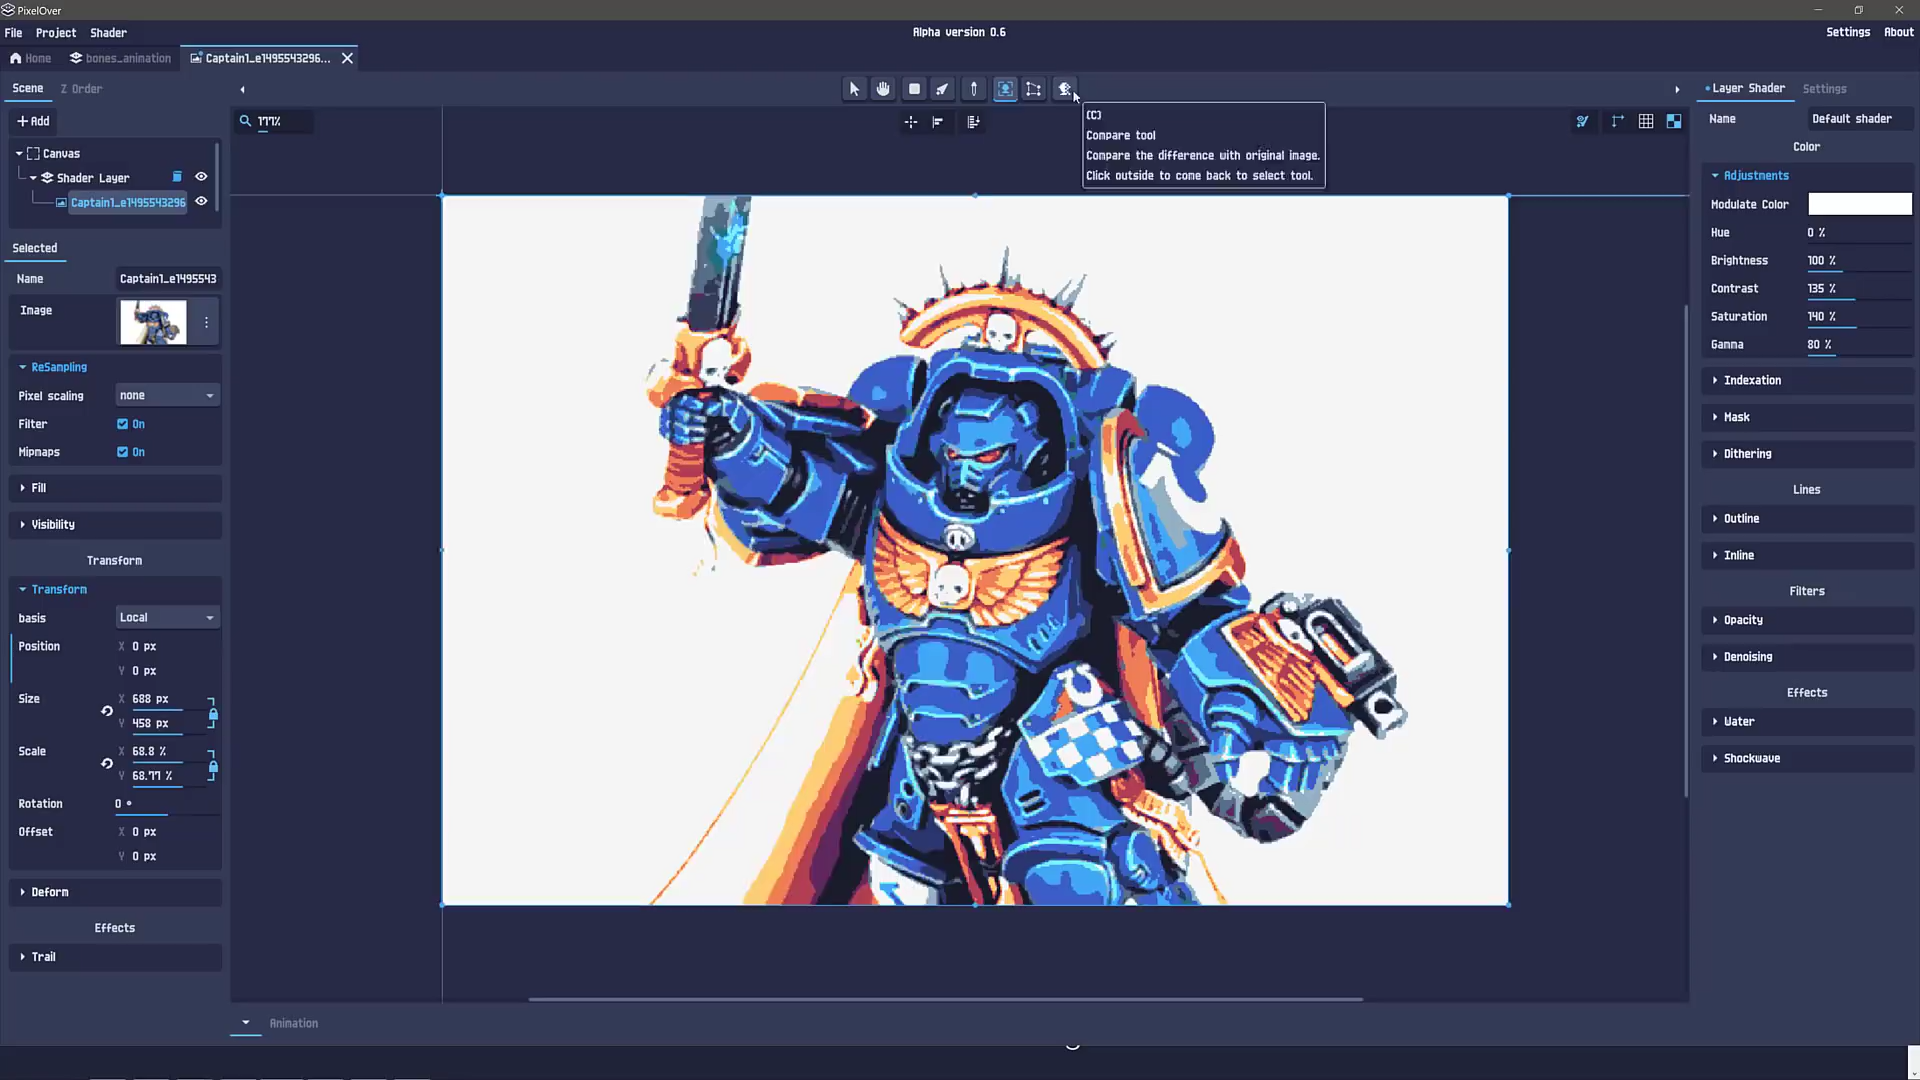 PixelOver
File Project Shader
Alpha version 0.6
Settings About
Home bones_animation Captain1_e1495543296...
Scene Z Order
Add
Canvas
Shader Layer
Captain1_e1495543296
Selected
Name Captain1_e1495543
Image
ReSampling
Pixel scaling none
Filter On
Mipmaps On
Fill
Visibility
Transform
Transform
basis Local
Position X 0 px
Y 0 px
Size X 688 px
Y 458 px
Scale X 68.8 %
Y 68.77 %
Rotation 0 °
Offset X 0 px
Y 0 px
Deform
Effects
Trail
177%
(C)
Compare tool
Compare the difference with original image.
Click outside to come back to select tool.
Animation
Layer Shader Settings
Name Default shader
Color
Adjustments
Modulate Color
Hue 0 %
Brightness 100 %
Contrast 135 %
Saturation 140 %
Gamma 80 %
Indexation
Mask
Dithering
Lines
Outline
Inline
Filters
Opacity
Denoising
Effects
Water
Shockwave